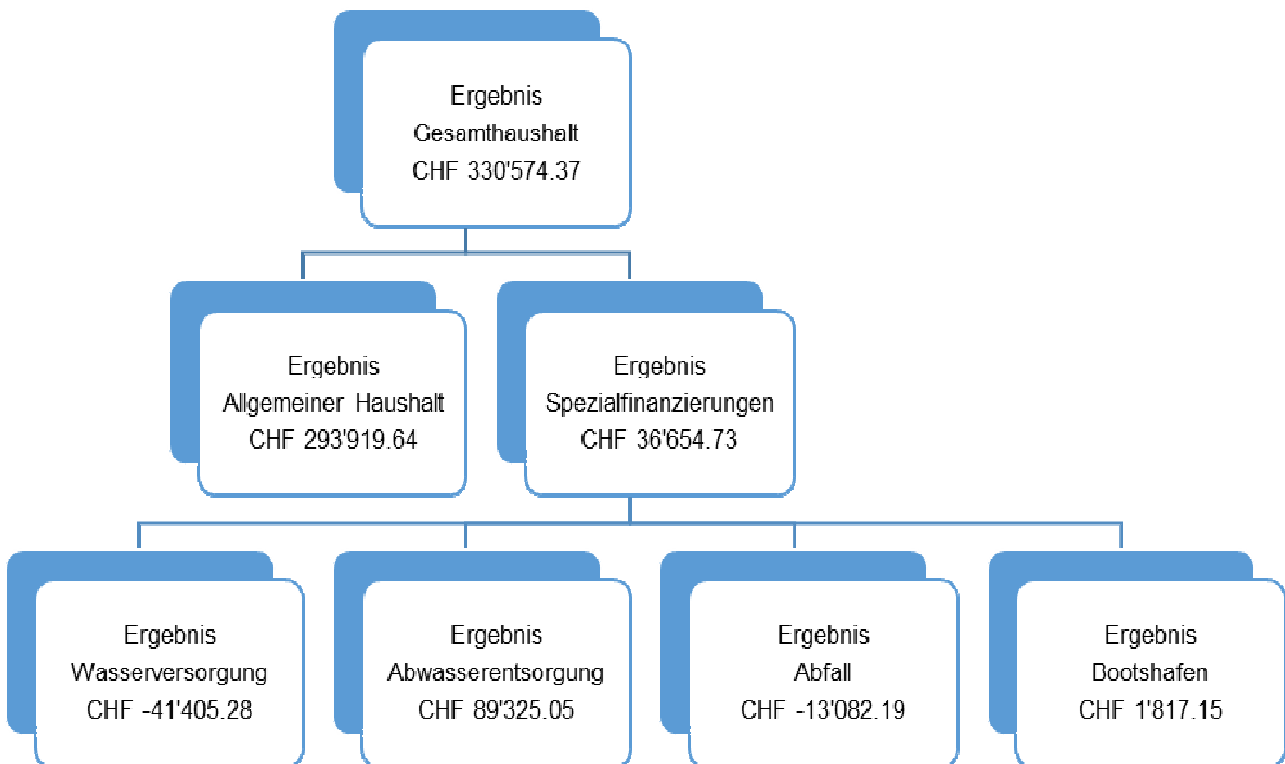 Ergebnis
Gesamthaushalt
CHF 330'574.37
Ergebnis
Allgemeiner Haushalt
CHF 293'919.64
Ergebnis
Spezialfinanzierungen
CHF 36'654.73
Ergebnis
Wasserversorgung
CHF -41'405.28
Ergebnis
Abwasserentsorgung
CHF 89'325.05
Ergebnis
Abfall
CHF -13'082.19
Ergebnis
Bootshafen
CHF 1'817.15